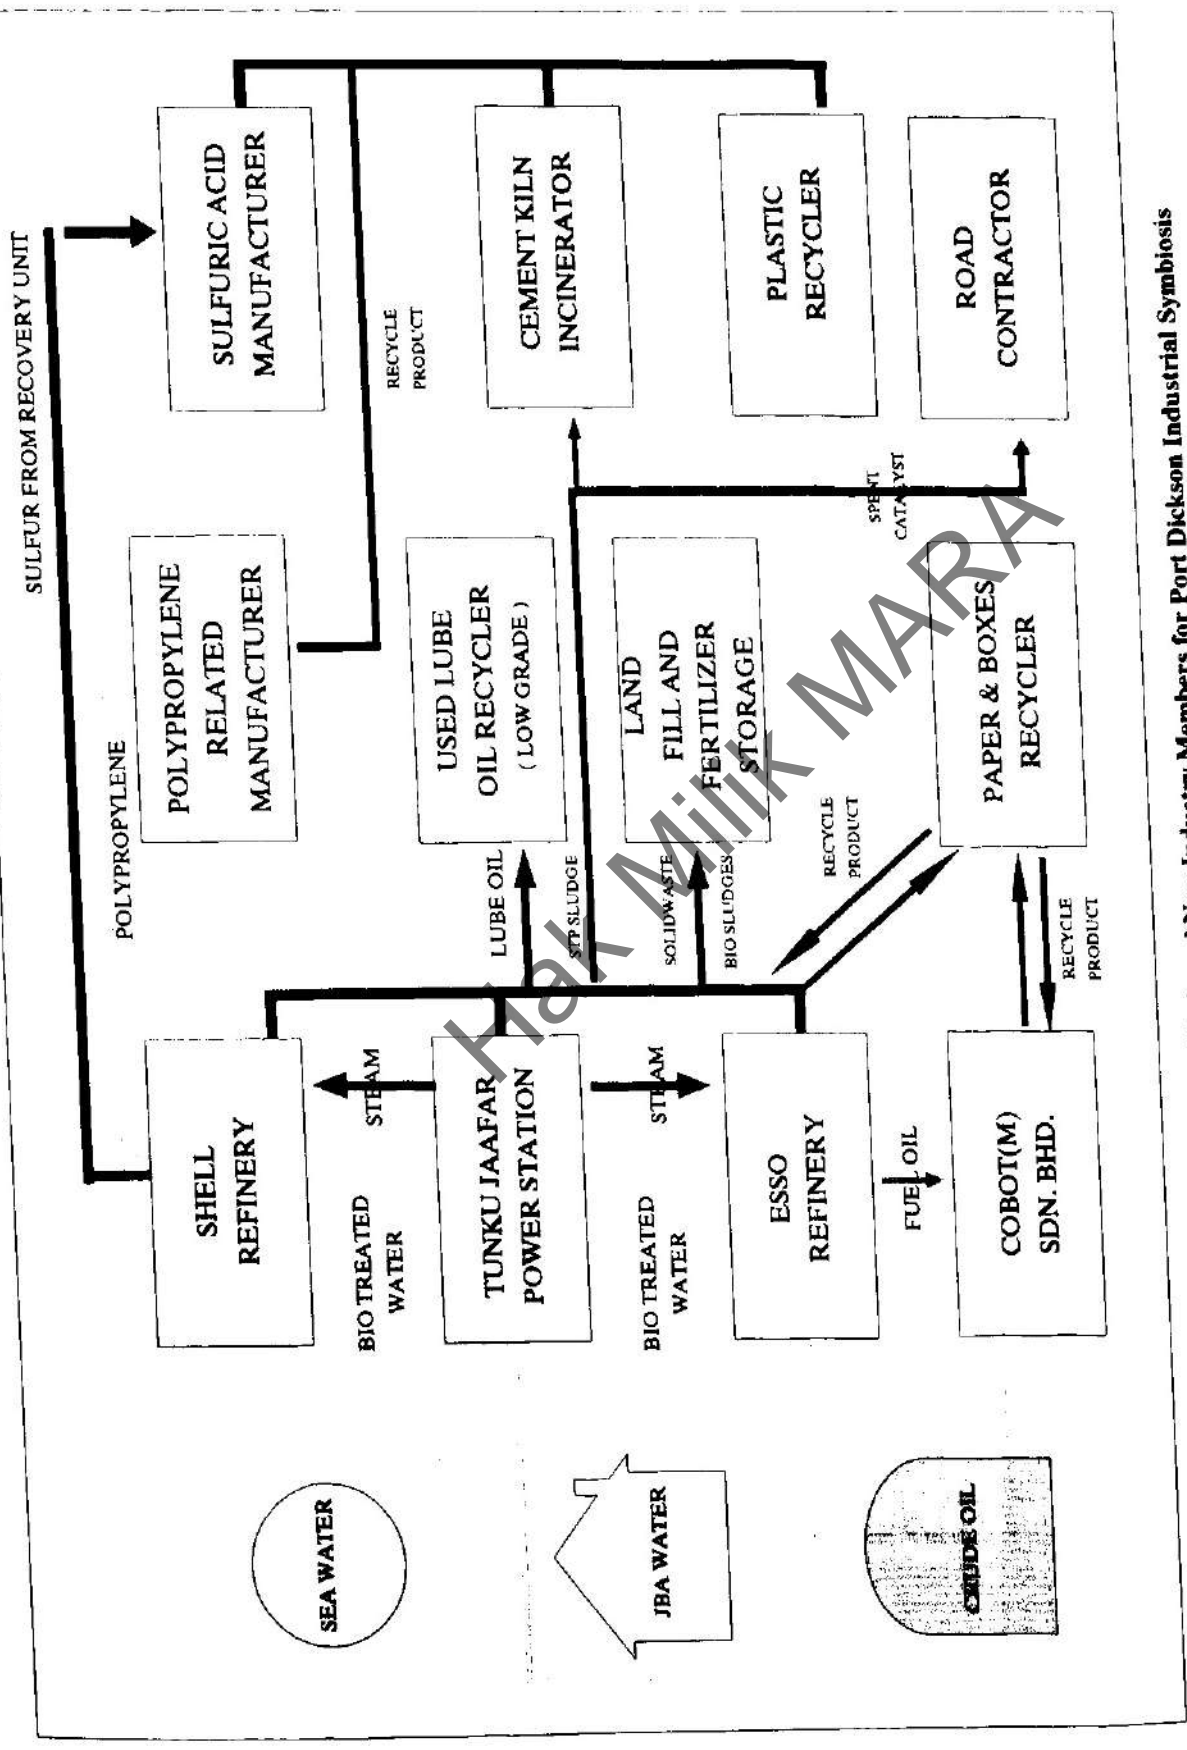 SULFUR FROM RECOVERY UNIT
POLYPROPYLENE
SHELL
REFINERY
POLYPROPYLENE
RELATED
MANUFACTURER
SULFURIC ACID
MANUFACTURER
SEA WATER
BIO TREATED
WATER
STEAM
RECYCLE
PRODUCT
LUBE OIL
TUNKU JAAFAR
POWER STATION
USED LUBE
OIL RECYCLER
( LOW GRADE )
CEMENT KILN
INCINERATOR
STP SLUDGE
JBA WATER
BIO TREATED
WATER
STEAM
SOLIDWASTE
BIO SLUDGES
LAND
FILL AND
FERTILIZER
STORAGE
PLASTIC
RECYCLER
ESSO
REFINERY
RECYCLE
PRODUCT
SPENT
CATALYST
FUEL OIL
CRUDE OIL
COBOT(M)
SDN. BHD.
PAPER & BOXES
RECYCLER
ROAD
CONTRACTOR
RECYCLE
PRODUCT
Industry Members for Port Dickson Industrial Symbiosis
Hak Milik MARA